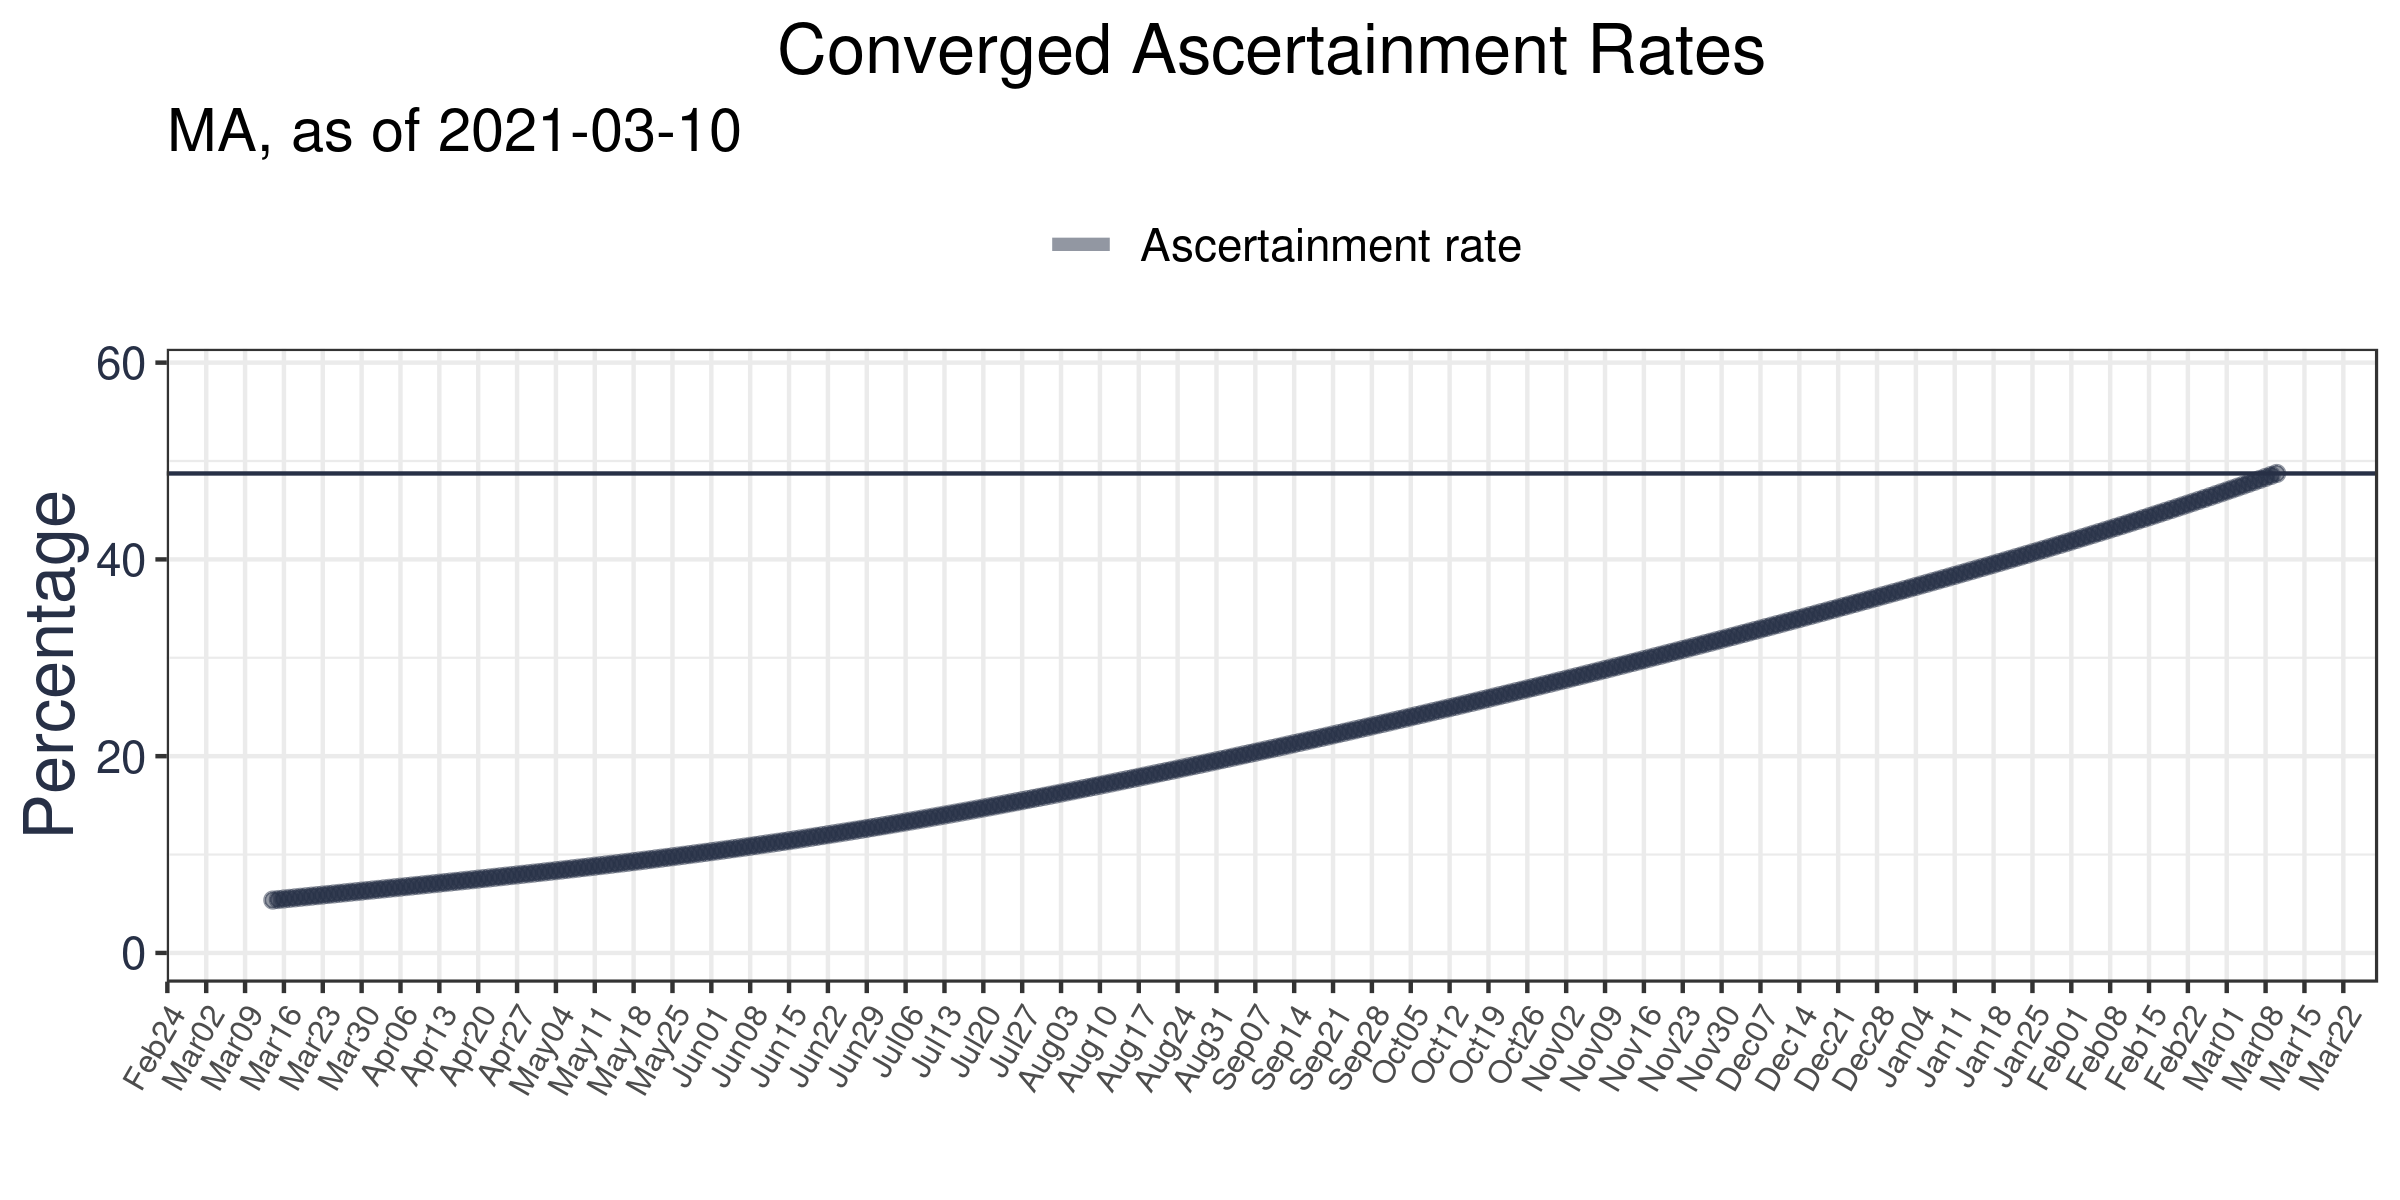 Converged Ascertainment Rates
MA, as of 2021-03-10
Ascertainment rate
Percentage
60
40
20
0
Feb24 Mar02 Mar09 Mar16 Mar23 Mar30 Apr06 Apr13 Apr20 Apr27 May04 May11 May18 May25 Jun01 Jun08 Jun15 Jun22 Jun29 Jul06 Jul13 Jul20 Jul27 Aug03 Aug10 Aug17 Aug24 Aug31 Sep07 Sep14 Sep21 Sep28 Oct05 Oct12 Oct19 Oct26 Nov02 Nov09 Nov16 Nov23 Nov30 Dec07 Dec14 Dec21 Dec28 Jan04 Jan11 Jan18 Jan25 Feb01 Feb08 Feb15 Feb22 Mar01 Mar08 Mar15 Mar22